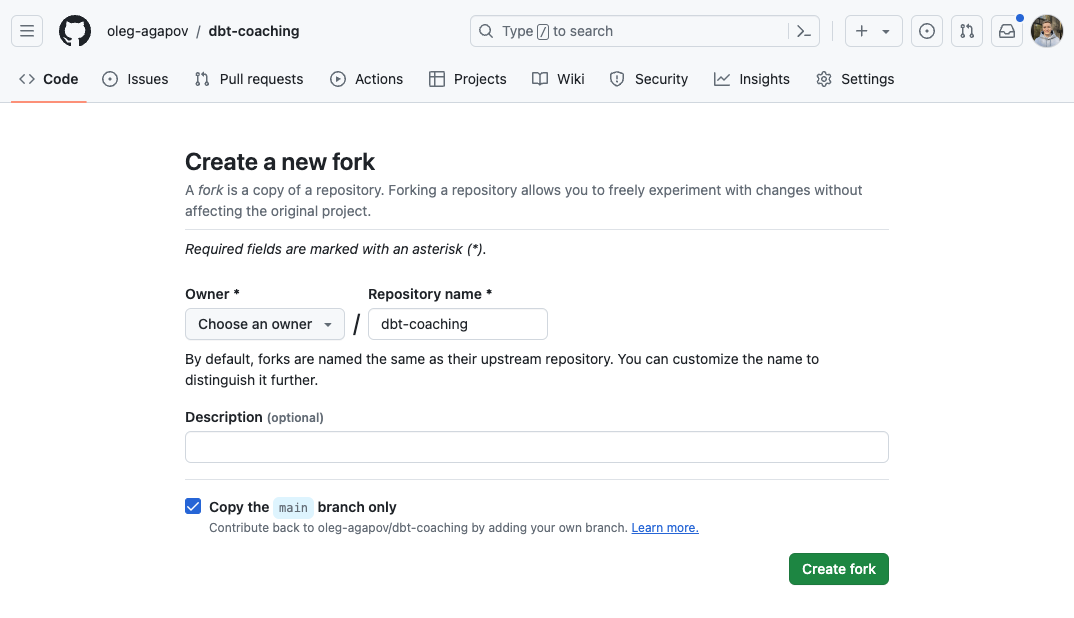 oleg-agapov / dbt-coaching
Type / to search
Code Issues Pull requests Actions Projects Wiki Security Insights Settings
Create a new fork
A fork is a copy of a repository. Forking a repository allows you to freely experiment with changes without
affecting the original project.
Required fields are marked with an asterisk (*).
Owner * Repository name *
Choose an owner / dbt-coaching
By default, forks are named the same as their upstream repository. You can customize the name to
distinguish it further.
Description (optional)
Copy the main branch only
Contribute back to oleg-agapov/dbt-coaching by adding your own branch. Learn more.
Create fork